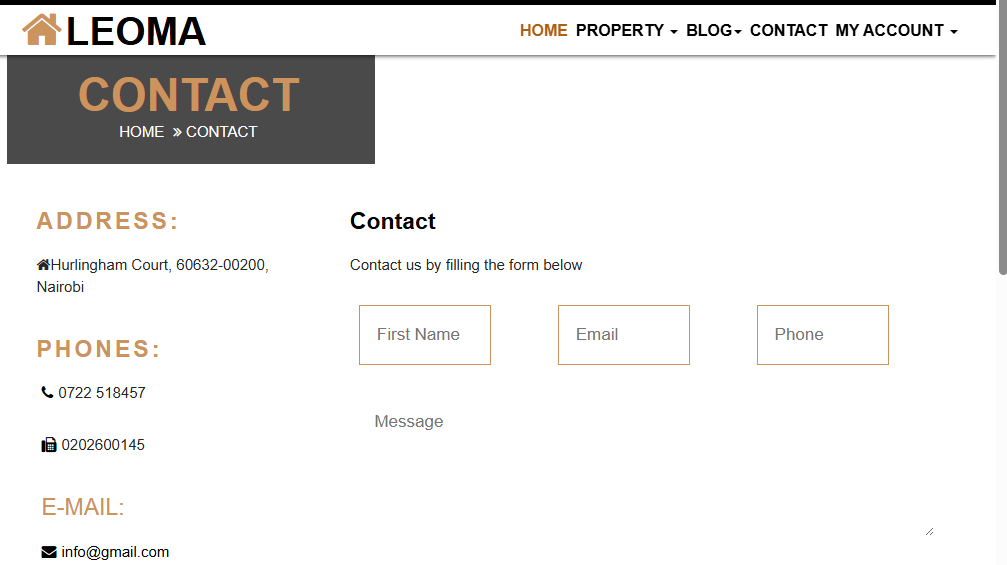 LEOMA
HOME PROPERTY BLOG CONTACT MY ACCOUNT
CONTACT
HOME » CONTACT
ADDRESS:
Hurlingham Court, 60632-00200,
Nairobi
PHONES:
0722 518457
0202600145
E-MAIL:
info@gmail.com
Contact
Contact us by filling the form below
First Name Email Phone
Message